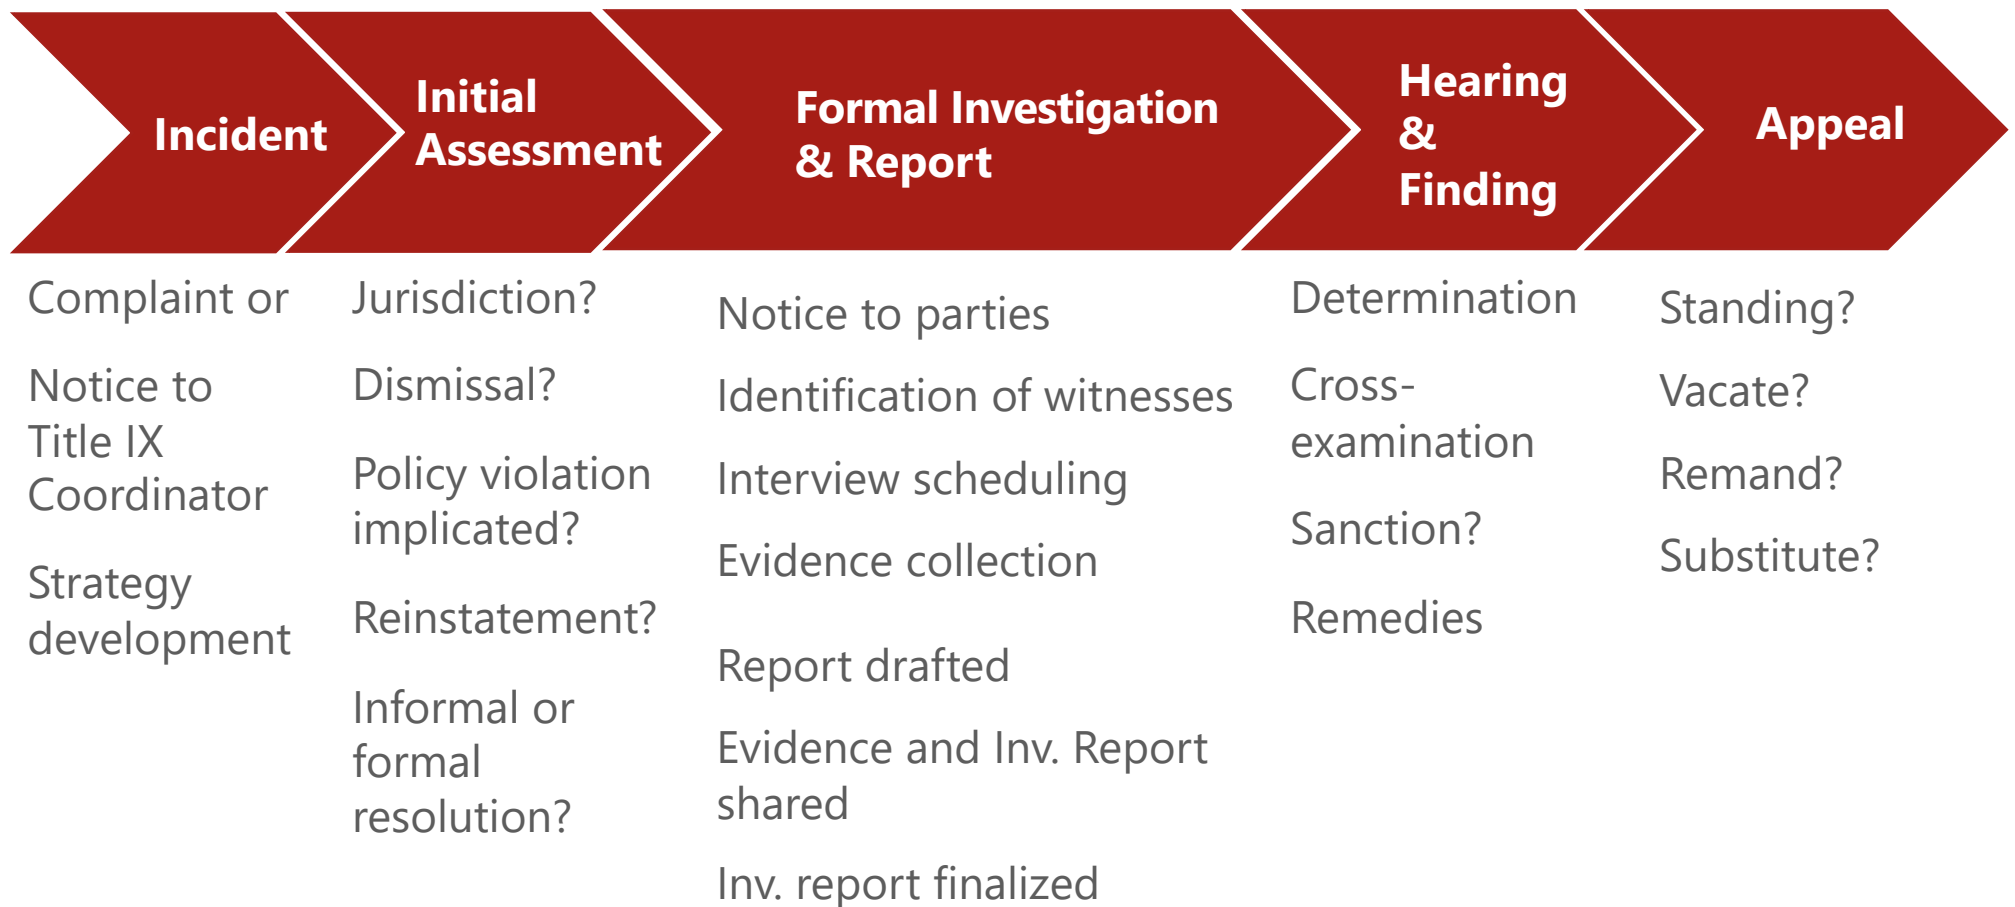 Incident
Initial
Assessment
Formal Investigation
& Report
Hearing
&
Finding
Appeal
Complaint or
Notice to
Title IX
Coordinator
Strategy
development
Jurisdiction?
Dismissal?
Policy violation
implicated?
Reinstatement?
Informal or
formal
resolution?
Notice to parties
Identification of witnesses
Interview scheduling
Evidence collection
Report drafted
Evidence and Inv. Report
shared
Inv. report finalized
Determination
Cross-
examination
Sanction?
Remedies
Standing?
Vacate?
Remand?
Substitute?